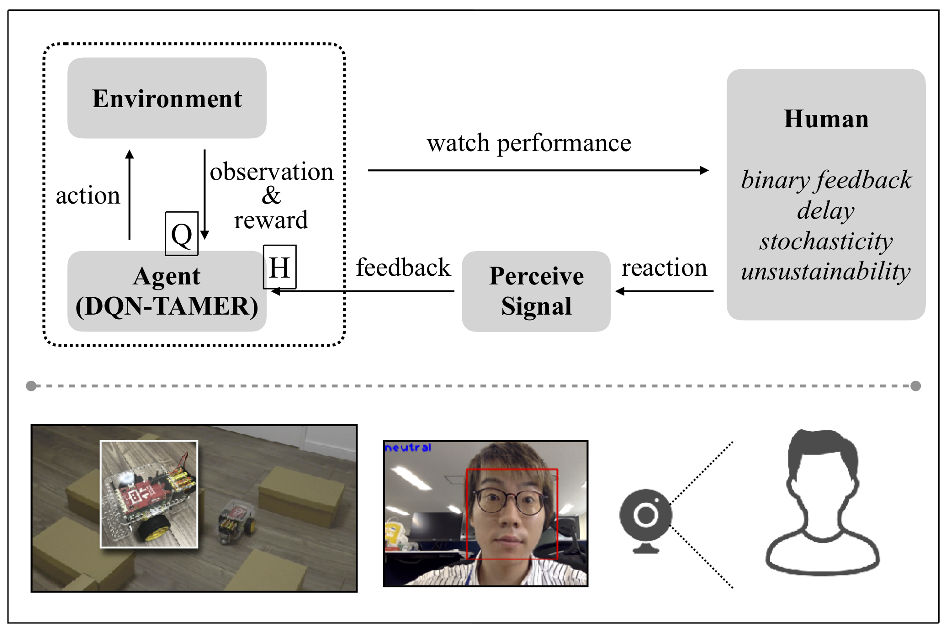 Environment
Human
watch performance
observation
&
reward
action
binary feedback
delay
stochasticity
unsustainability
Q
H
Agent
(DQN-TAMER)
feedback
Perceive
Signal
reaction
neutral